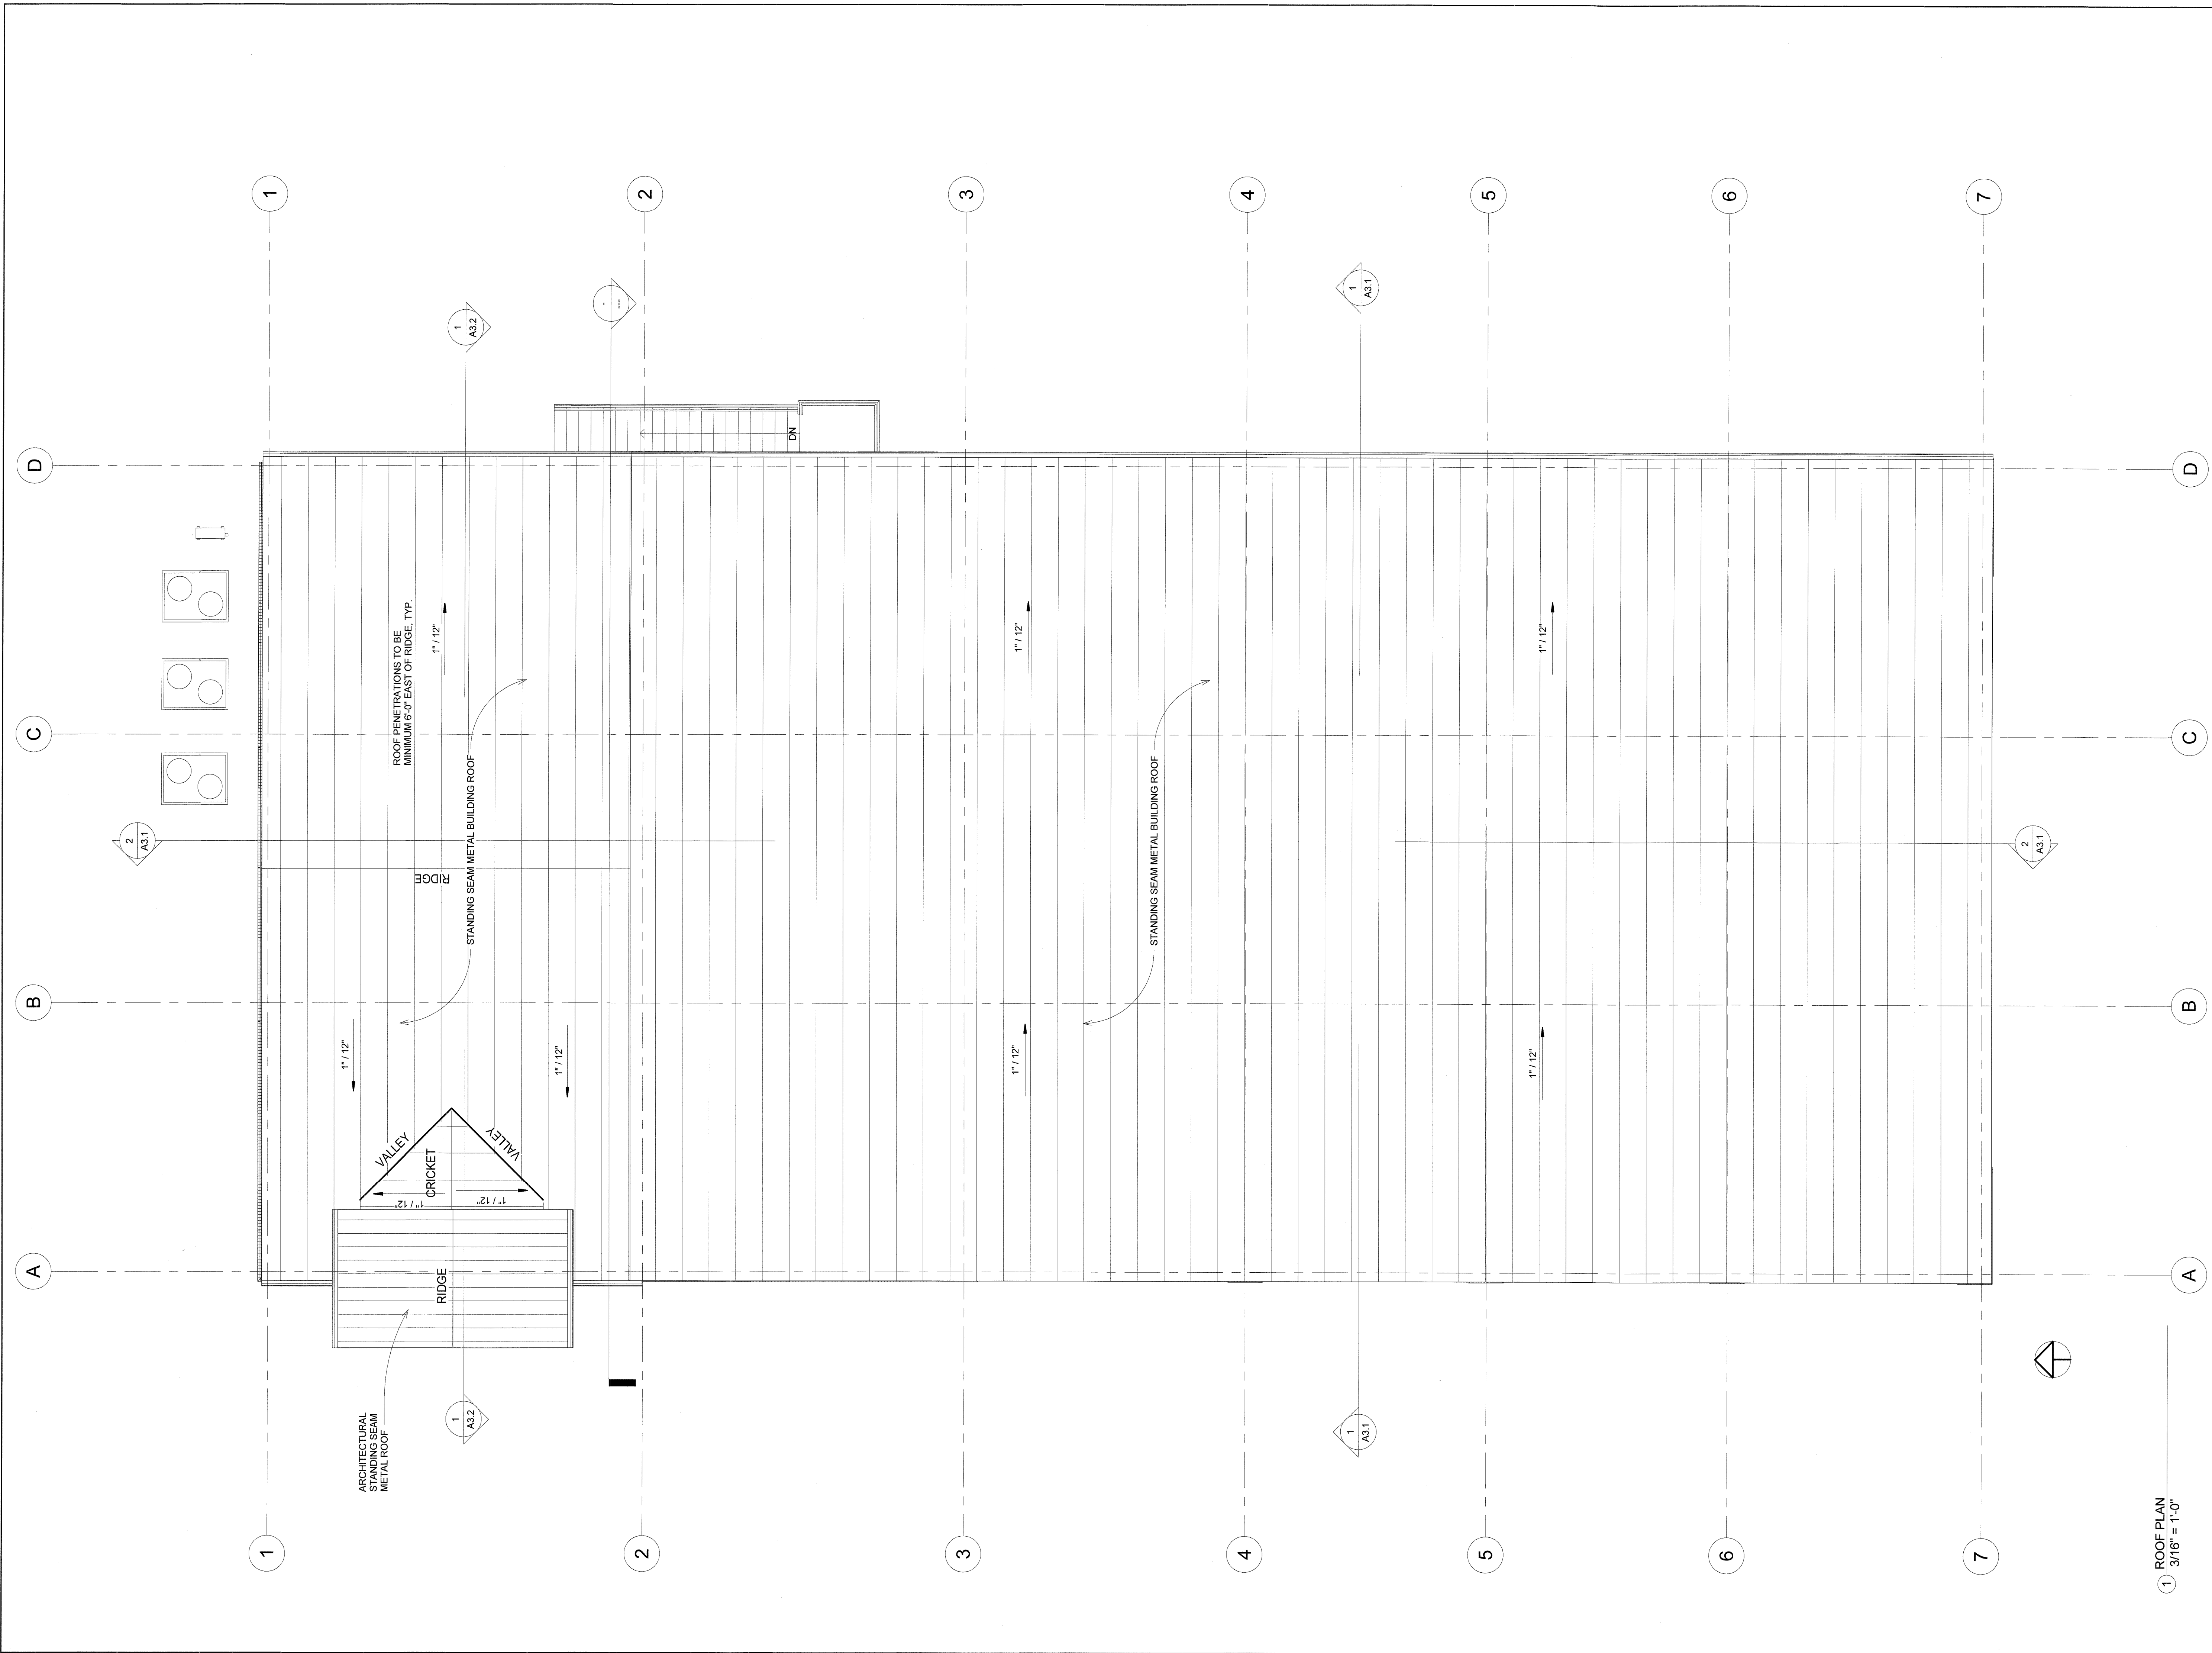 D
C
B
A
1
2
3
4
5
6
7
1
A3.2
-
---
1
A3.1
DN
ROOF PENETRATIONS TO BE
MINIMUM 6'-0" EAST OF RIDGE, TYP.
1" / 12"
1" / 12"
1" / 12"
STANDING SEAM METAL BUILDING ROOF
STANDING SEAM METAL BUILDING ROOF
2
A3.1
2
A3.1
RIDGE
1" / 12"
1" / 12"
1" / 12"
1" / 12"
VALLEY
VALLEY
CRICKET
1" / 12"
1" / 12"
RIDGE
ARCHITECTURAL
STANDING SEAM
METAL ROOF
1
A3.2
1
A3.1
1
2
3
4
5
6
7
D
C
B
A
1
ROOF PLAN
3/16" = 1'-0"